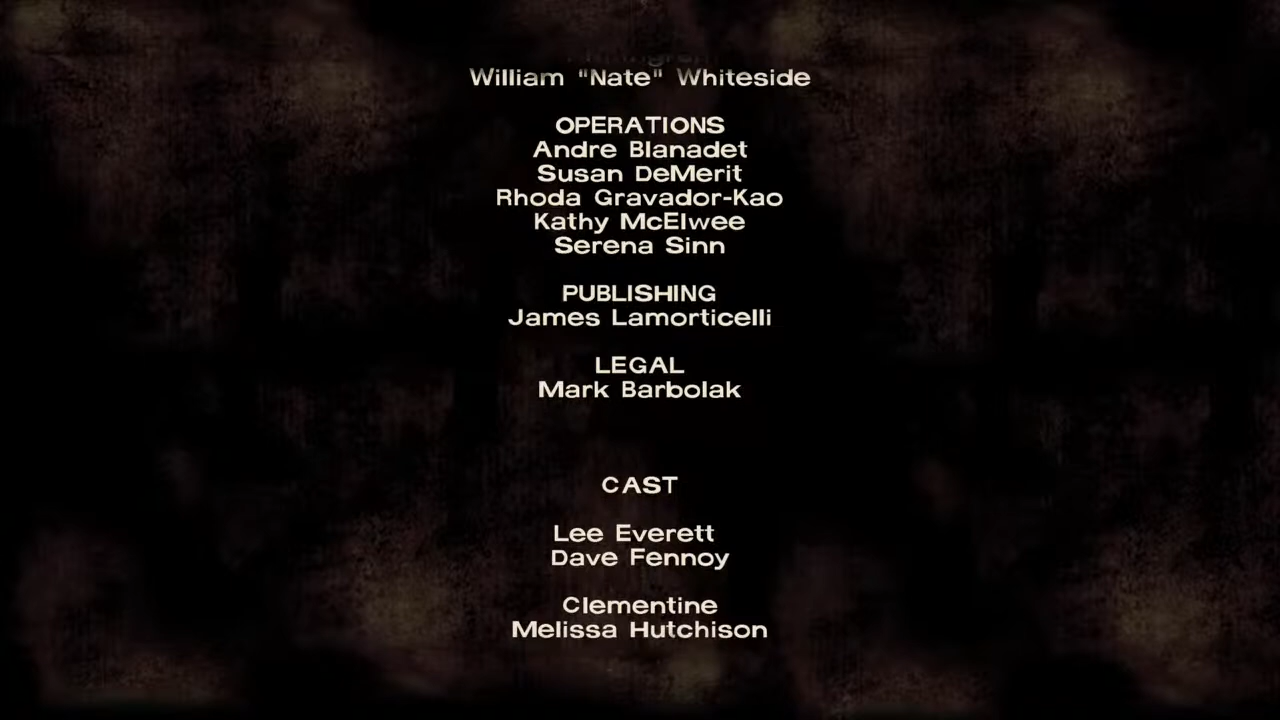 William "Nate" Whiteside
OPERATIONS
Andre Blanadet
Susan DeMerit
Rhoda Gravador-Kao
Kathy McElwee
Serena Sinn
PUBLISHING
James Lamorticelli
LEGAL
Mark Barbolak
CAST
Lee Everett
Dave Fennoy
Clementine
Melissa Hutchison